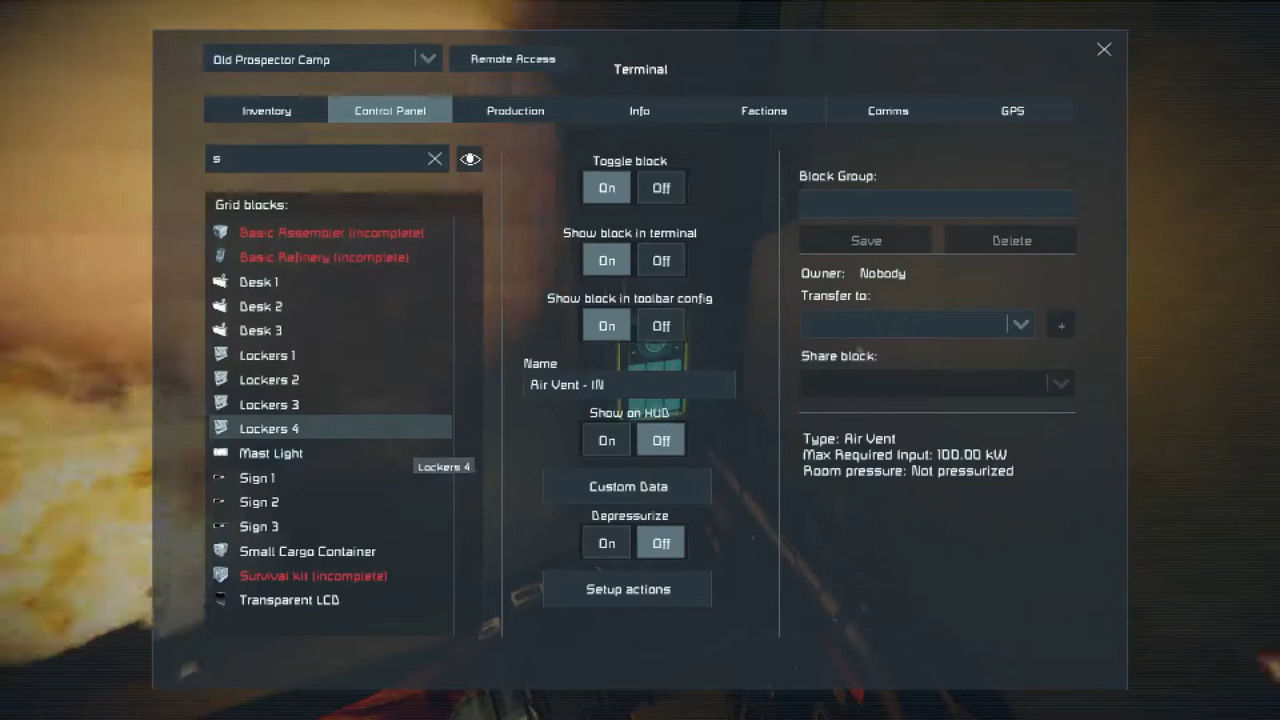 Old Prospector Camp
Remote Access
Terminal
Inventory
Control Panel
Production
Info
Factions
Comms
GPS
s
Grid blocks:
Basic Assembler (incomplete)
Basic Refinery (incomplete)
Desk 1
Desk 2
Desk 3
Lockers 1
Lockers 2
Lockers 3
Lockers 4
Mast Light
Lockers 4
Sign 1
Sign 2
Sign 3
Small Cargo Container
Survival kit (incomplete)
Transparent LCD
Toggle block
On Off
Show block in terminal
On Off
Show block in toolbar config
On Off
Name
Air Vent - IN
Show on HUD
On Off
Custom Data
Depressurize
On Off
Setup actions
Block Group:
Save Delete
Owner: Nobody
Transfer to:
+
Share block:
Type: Air Vent
Max Required Input: 100.00 kW
Room pressure: Not pressurized